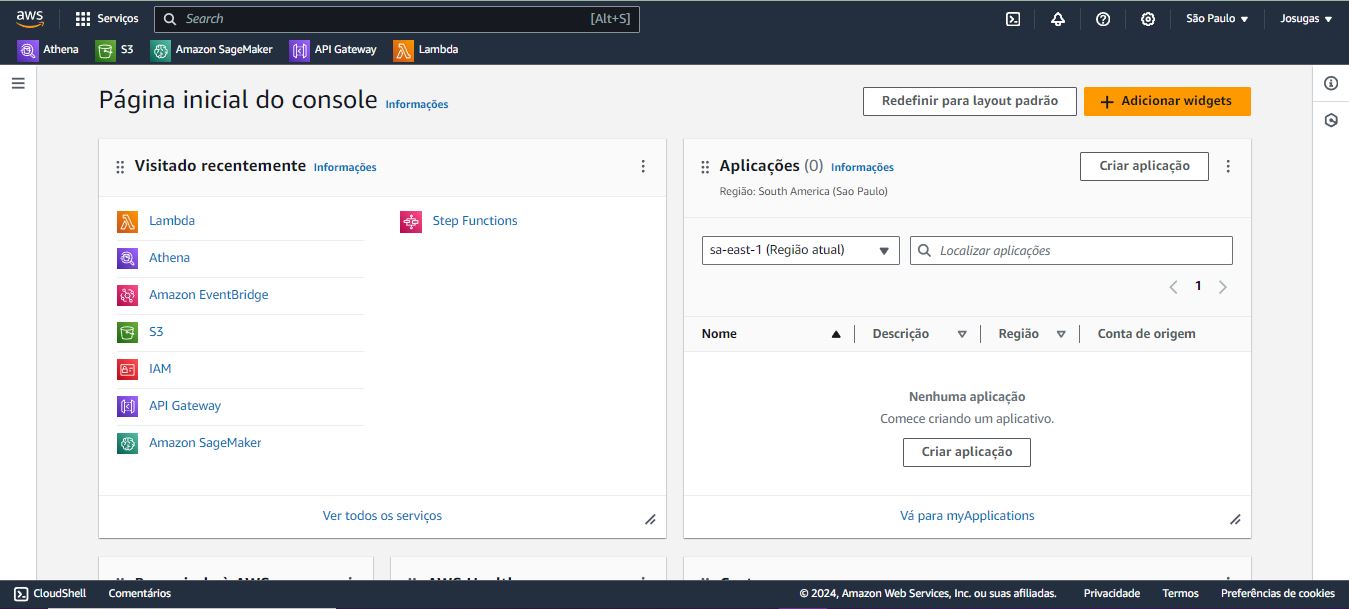 aws
Serviços
Search
[Alt+S]
São Paulo
Josugas
Athena
S3
Amazon SageMaker
API Gateway
Lambda
Página inicial do console
Informações
Redefinir para layout padrão
Adicionar widgets
Visitado recentemente
Informações
Lambda
Athena
Amazon EventBridge
S3
IAM
API Gateway
Amazon SageMaker
Step Functions
Ver todos os serviços
Aplicações (0)
Informações
Região: South America (Sao Paulo)
Criar aplicação
sa-east-1 (Região atual)
Localizar aplicações
1
Nome
Descrição
Região
Conta de origem
Nenhuma aplicação
Comece criando um aplicativo.
Criar aplicação
Vá para myApplications
AWS Health
CloudShell
Comentários
© 2024, Amazon Web Services, Inc. ou suas afiliadas.
Privacidade
Termos
Preferências de cookies